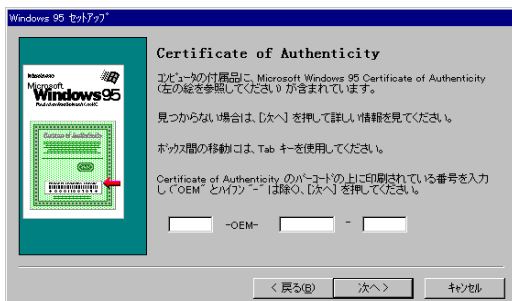 Windows 95 セットアップ
Certificate of Authenticity
コンピュータの付属品に、Microsoft Windows 95 Certificate of Authenticity
(左の絵を参照してください) が含まれています。
見つからない場合は、[次へ] を押して詳しい情報を見てください。
ボックス間の移動には、Tab キーを使用してください。
Certificate of Authenticity のバーコードの上に印刷されている番号を入力
し ("OEM" とハイフン "-" は除く)、[次へ] を押してください。
-OEM-
-
Microsoft
Windows 95
Certificate of Authenticity
< 戻る(B)
次へ >
キャンセル